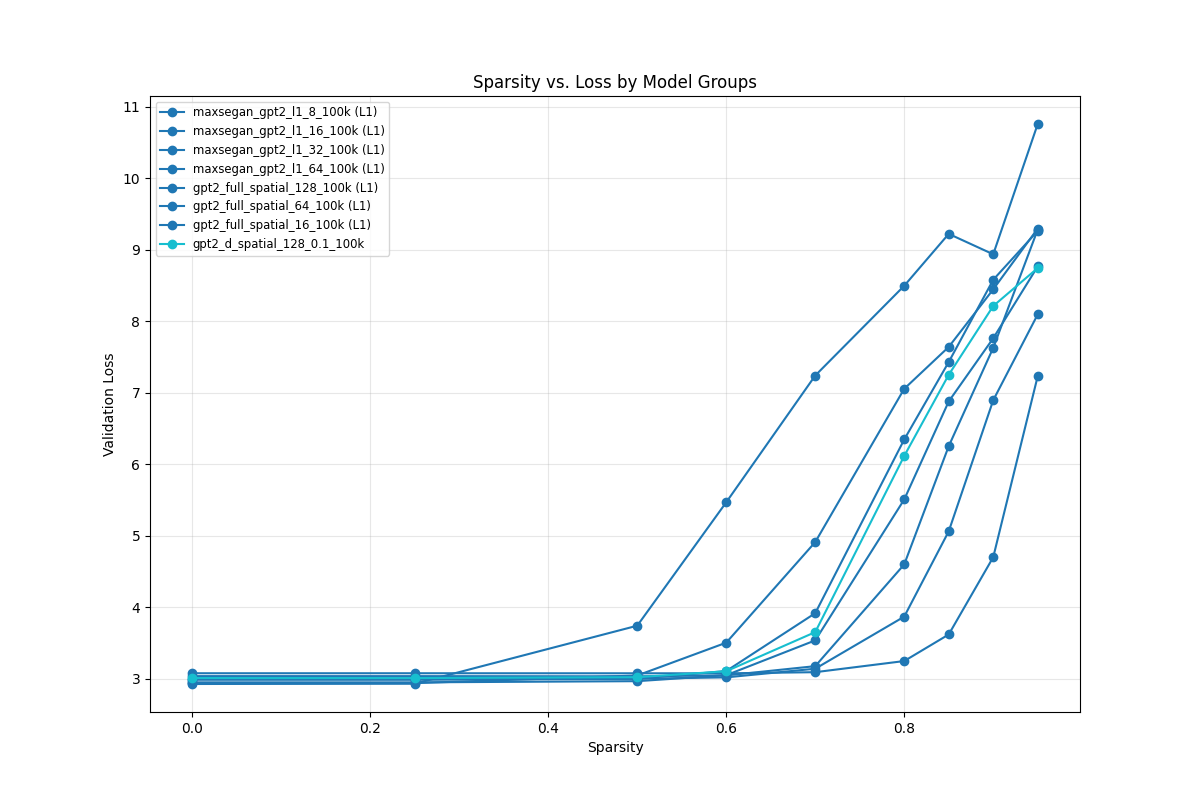 Sparsity vs. Loss by Model Groups
maxsegan_gpt2_l1_8_100k (L1)
maxsegan_gpt2_l1_16_100k (L1)
maxsegan_gpt2_l1_32_100k (L1)
maxsegan_gpt2_l1_64_100k (L1)
gpt2_full_spatial_128_100k (L1)
gpt2_full_spatial_64_100k (L1)
gpt2_full_spatial_16_100k (L1)
gpt2_d_spatial_128_0.1_100k
Validation Loss
11
10
9
8
7
6
5
4
3
0.0 0.2 0.4 0.6 0.8
Sparsity